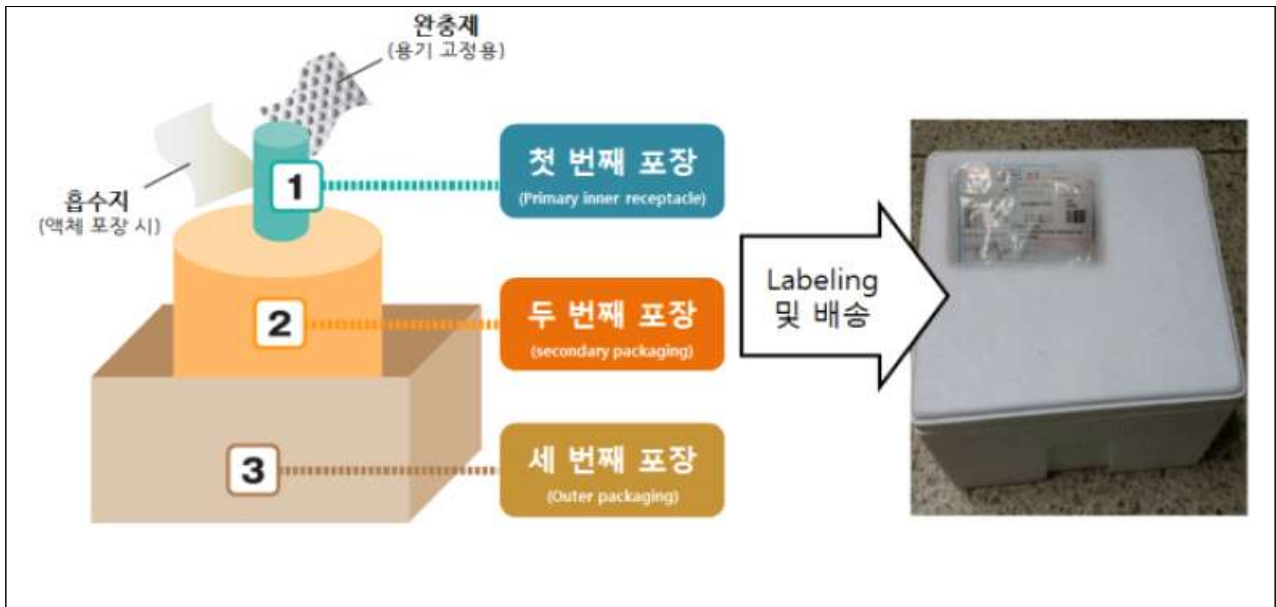 완충제
(용기 고정용)
흡수지
(액체 포장 시)
1
첫 번째 포장
(Primary inner receptacle)
2
두 번째 포장
(secondary packaging)
3
세 번째 포장
(Outer packaging)
Labeling
및 배송